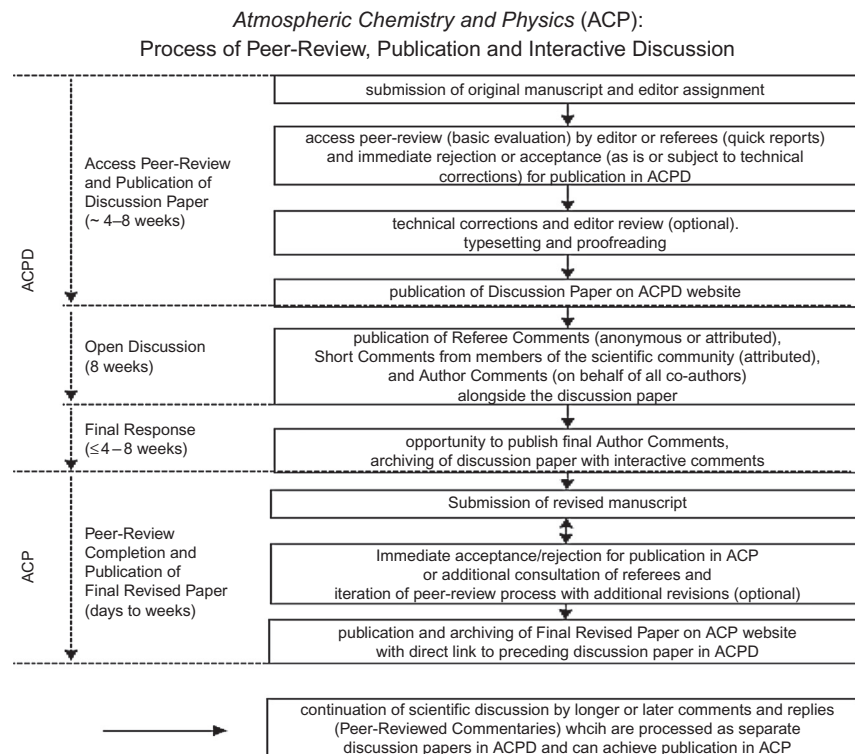 Atmospheric Chemistry and Physics (ACP):
Process of Peer-Review, Publication and Interactive Discussion
submission of original manuscript and editor assignment
ACPD
Access Peer-Review
and Publication of
Discussion Paper
(~ 4–8 weeks)
access peer-review (basic evaluation) by editor or referees (quick reports)
and immediate rejection or acceptance (as is or subject to technical
corrections) for publication in ACPD
technical corrections and editor review (optional).
typesetting and proofreading
publication of Discussion Paper on ACPD website
Open Discussion
(8 weeks)
publication of Referee Comments (anonymous or attributed),
Short Comments from members of the scientific community (attributed),
and Author Comments (on behalf of all co-authors)
alongside the discussion paper
Final Response
(≤4–8 weeks)
opportunity to publish final Author Comments,
archiving of discussion paper with interactive comments
ACP
Peer-Review
Completion and
Publication of
Final Revised Paper
(days to weeks)
Submission of revised manuscript
Immediate acceptance/rejection for publication in ACP
or additional consultation of referees and
iteration of peer-review process with additional revisions (optional)
publication and archiving of Final Revised Paper on ACP website
with direct link to preceding discussion paper in ACPD
continuation of scientific discussion by longer or later comments and replies
(Peer-Reviewed Commentaries) whcih are processed as separate
discussion papers in ACPD and can achieve publication in ACP